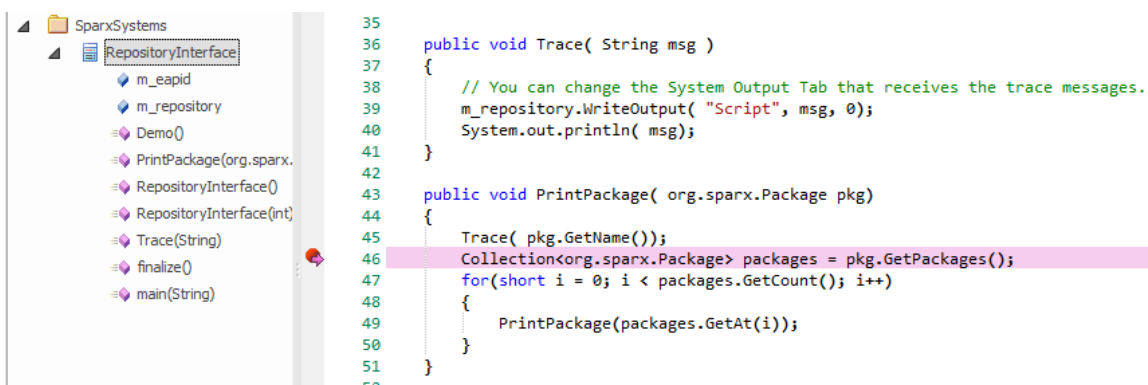 SparxSystems
RepositoryInterface
m_eapid
m_repository
Demo()
PrintPackage(org.sparx.
RepositoryInterface()
RepositoryInterface(int)
Trace(String)
finalize()
main(String)
35
36 public void Trace( String msg )
37 {
38 // You can change the System Output Tab that receives the trace messages.
39 m_repository.WriteOutput( "Script", msg, 0);
40 System.out.println( msg);
41 }
42
43 public void PrintPackage( org.sparx.Package pkg)
44 {
45 Trace( pkg.GetName());
46 Collection<org.sparx.Package> packages = pkg.GetPackages();
47 for(short i = 0; i < packages.GetCount(); i++)
48 {
49 PrintPackage(packages.GetAt(i));
50 }
51 }